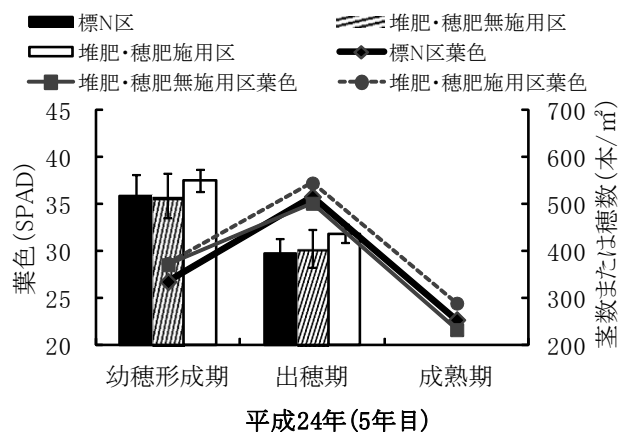 標N区
堆肥・穂肥無施用区
堆肥・穂肥施用区
標N区葉色
堆肥・穂肥無施用区葉色
堆肥・穂肥施用区葉色
45
40
35
30
25
20
葉色(SPAD)
700
600
500
400
300
200
茎数または穂数(本/㎡)
幼穂形成期
出穂期
成熟期
平成24年(5年目)